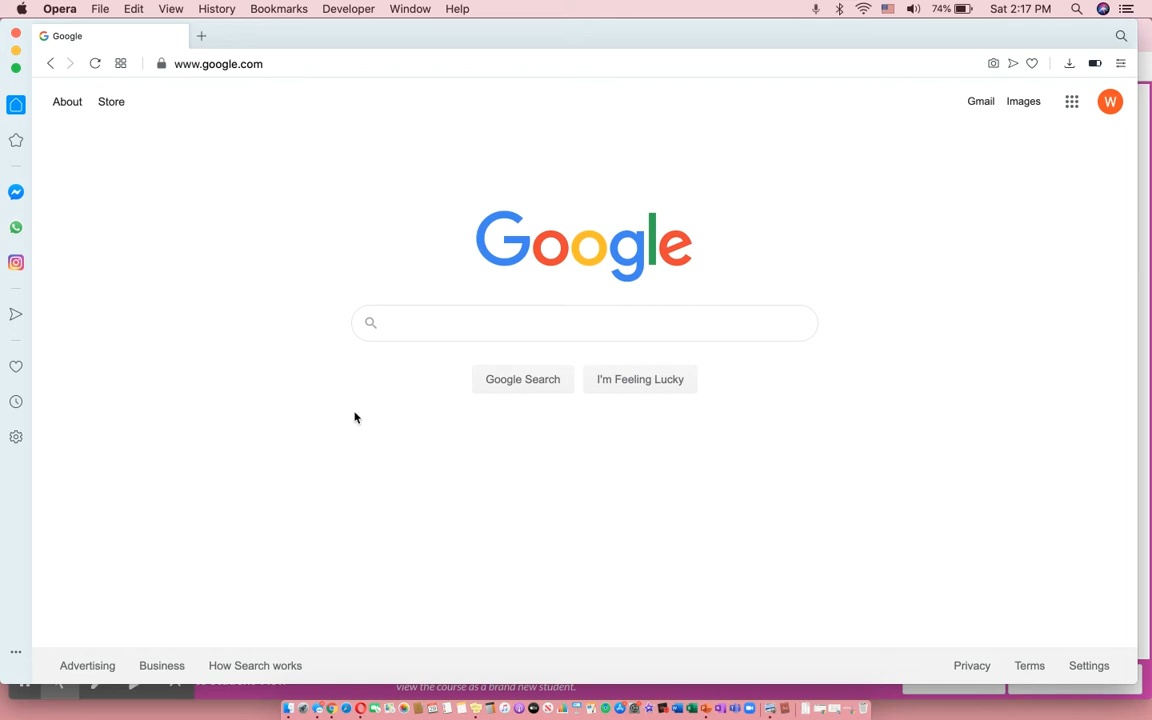 Opera File Edit View History Bookmarks Developer Window Help 74% Sat 2:17 PM
Google
www.google.com
About Store Gmail Images W
Google
Google Search I'm Feeling Lucky
Advertising Business How Search works Privacy Terms Settings
view the course as a brand new student.